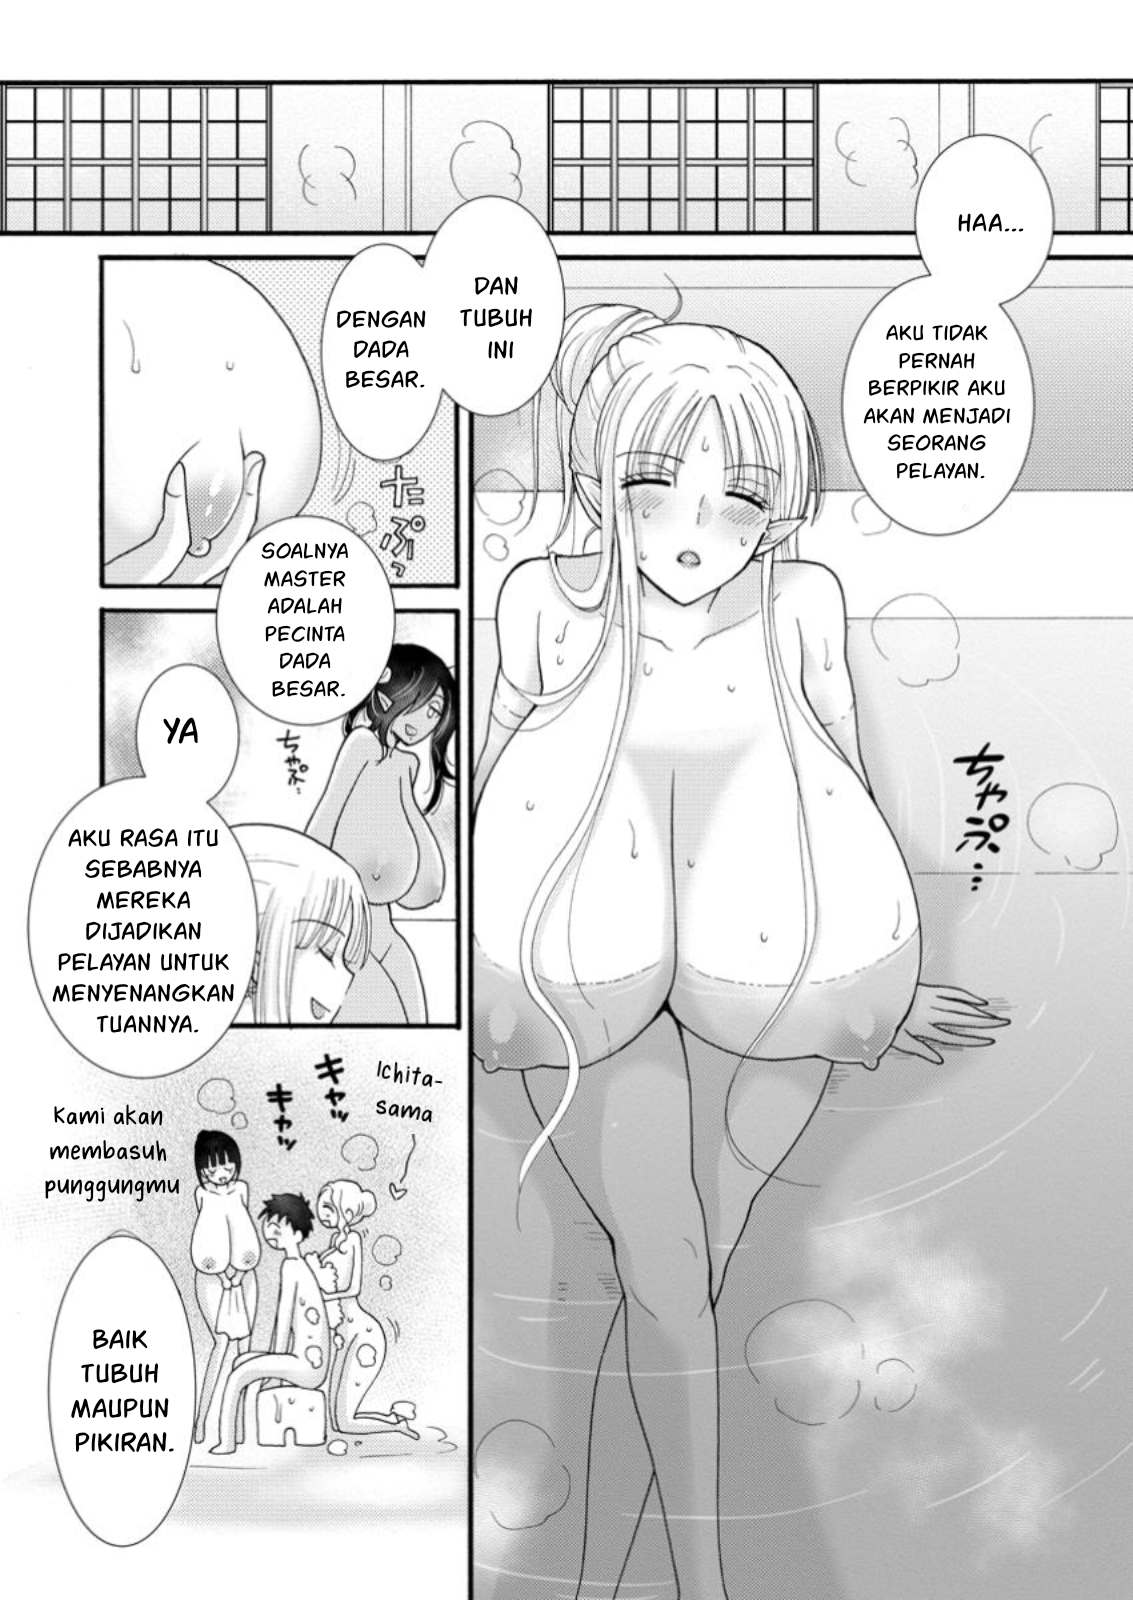 HAA...
AKU TIDAK
PERNAH
BERPIKIR AKU
AKAN MENJADI
SEORANG
PELAYAN.
DAN
TUBUH
INI
DENGAN
DADA
BESAR.
たぷっ
ちゃぷ…
SOALNYA
MASTER
ADALAH
PECINTA
DADA
BESAR.
ちゃぷ…
YA
AKU RASA ITU
SEBABNYA
MEREKA
DIJADIKAN
PELAYAN UNTUK
MENYENANGKAN
TUANNYA.
Ichita-
sama
キャッ
キャッ
Kami akan
membasuh
punggungmu
BAIK
TUBUH
MAUPUN
PIKIRAN.